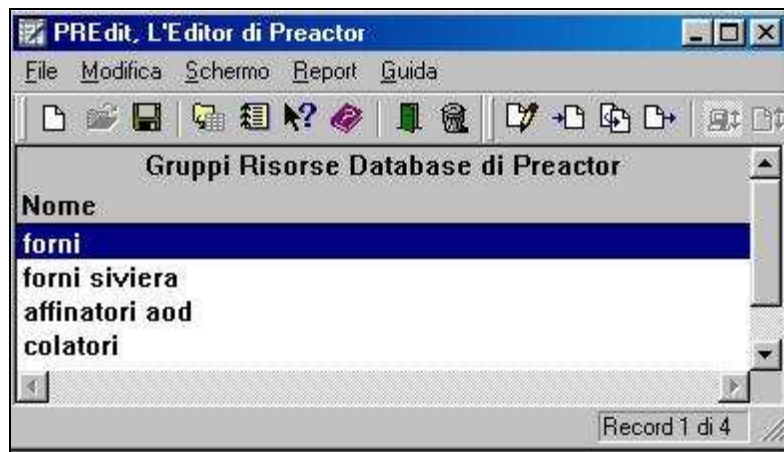 PREdit, L'Editor di Preactor
File Modifica Schermo Report Guida
Gruppi Risorse Database di Preactor
Nome
forni
forni siviera
affinatori aod
colatori
Record 1 di 4